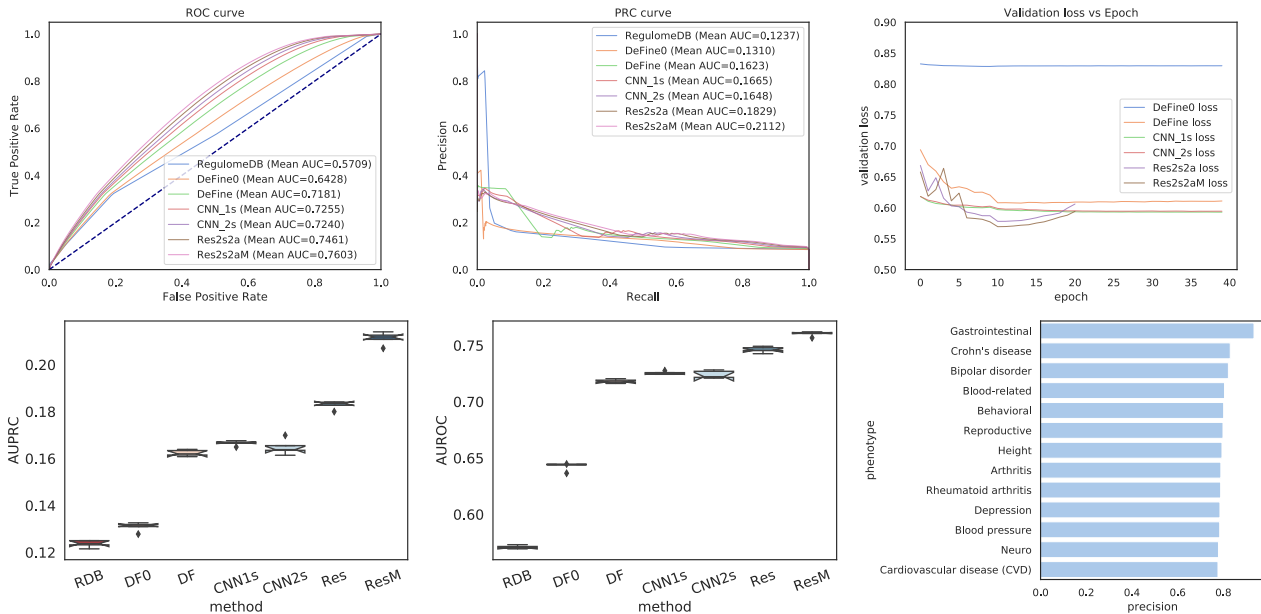 ROC curve
1.0
0.8
0.6
0.4
0.2
0.0
True Positive Rate
RegulomeDB (Mean AUC=0.5709)
DeFine0 (Mean AUC=0.6428)
DeFine (Mean AUC=0.7181)
CNN_1s (Mean AUC=0.7255)
CNN_2s (Mean AUC=0.7240)
Res2s2a (Mean AUC=0.7461)
Res2s2aM (Mean AUC=0.7603)
0.0 0.2 0.4 0.6 0.8 1.0
False Positive Rate
PRC curve
1.0
0.8
0.6
0.4
0.2
0.0
Precision
RegulomeDB (Mean AUC=0.1237)
DeFine0 (Mean AUC=0.1310)
DeFine (Mean AUC=0.1623)
CNN_1s (Mean AUC=0.1665)
CNN_2s (Mean AUC=0.1648)
Res2s2a (Mean AUC=0.1829)
Res2s2aM (Mean AUC=0.2112)
0.0 0.2 0.4 0.6 0.8 1.0
Recall
Validation loss vs Epoch
0.90
0.85
0.80
0.75
0.70
0.65
0.60
0.55
0.50
validation loss
DeFine0 loss
DeFine loss
CNN_1s loss
CNN_2s loss
Res2s2a loss
Res2s2aM loss
0 5 10 15 20 25 30 35 40
epoch
0.20
0.18
0.16
0.14
0.12
AUPRC
RDB DF0 DF CNN1s CNN2s Res ResM
method
0.75
0.70
0.65
0.60
AUROC
RDB DF0 DF CNN1s CNN2s Res ResM
method
phenotype
Gastrointestinal
Crohn's disease
Bipolar disorder
Blood-related
Behavioral
Reproductive
Height
Arthritis
Rheumatoid arthritis
Depression
Blood pressure
Neuro
Cardiovascular disease (CVD)
0.0 0.2 0.4 0.6 0.8
precision